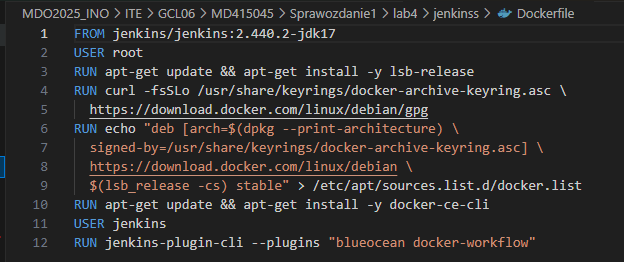 MDO2025_INO > ITE > GCL06 > MD415045 > Sprawozdanie1 > lab4 > jenkinss > Dockerfile
1 FROM jenkins/jenkins:2.440.2-jdk17
2 USER root
3 RUN apt-get update && apt-get install -y lsb-release
4 RUN curl -fsSLo /usr/share/keyrings/docker-archive-keyring.asc \
5 https://download.docker.com/linux/debian/gpg
6 RUN echo "deb [arch=$(dpkg --print-architecture) \
7 signed-by=/usr/share/keyrings/docker-archive-keyring.asc] \
8 https://download.docker.com/linux/debian \
9 $(lsb_release -cs) stable" > /etc/apt/sources.list.d/docker.list
10 RUN apt-get update && apt-get install -y docker-ce-cli
11 USER jenkins
12 RUN jenkins-plugin-cli --plugins "blueocean docker-workflow"